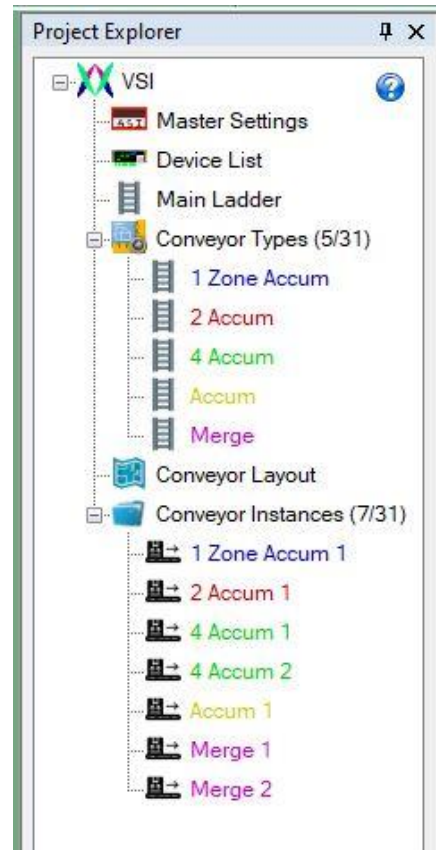 Project Explorer
VSI
Master Settings
Device List
Main Ladder
Conveyor Types (5/31)
1 Zone Accum
2 Accum
4 Accum
Accum
Merge
Conveyor Layout
Conveyor Instances (7/31)
1 Zone Accum 1
2 Accum 1
4 Accum 1
4 Accum 2
Accum 1
Merge 1
Merge 2